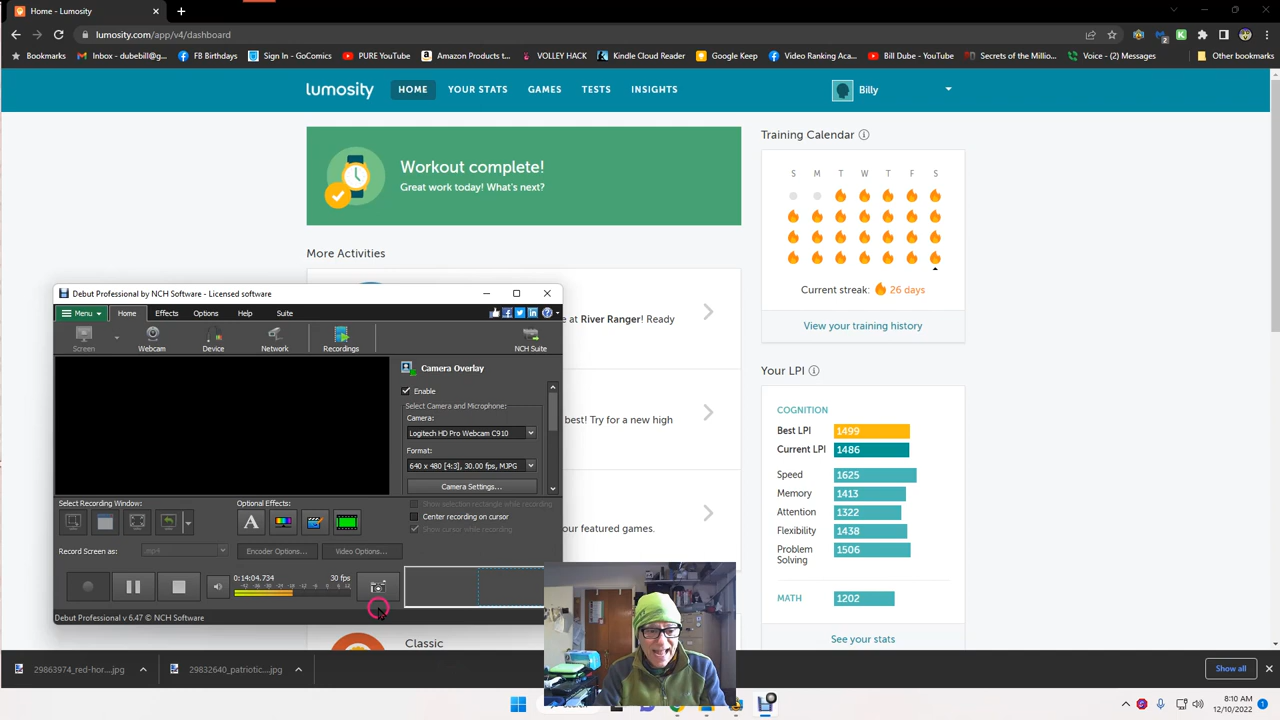 Home - Lumosity
lumosity.com/app/v4/dashboard
Bookmarks
Inbox - dubebill@g...
FB Birthdays
Sign In - GoComics
PURE YouTube
Amazon Products t...
VOLLEY HACK
Kindle Cloud Reader
Google Keep
Video Ranking Aca...
Bill Dube - YouTube
Secrets of the Millio...
Voice - (2) Messages
Other bookmarks
lumosity
HOME
YOUR STATS
GAMES
TESTS
INSIGHTS
Billy
Workout complete!
Great work today! What's next?
Training Calendar
S M T W T F S
Current streak: 26 days
View your training history
More Activities
e at River Ranger! Ready
best! Try for a new high
our featured games.
Classic
Your LPI
COGNITION
Best LPI 1499
Current LPI 1486
Speed 1625
Memory 1413
Attention 1322
Flexibility 1438
Problem Solving 1506
MATH 1202
See your stats
Debut Professional by NCH Software - Licensed software
Menu
Home
Effects
Options
Help
Suite
Screen
Webcam
Device
Network
Recordings
NCH Suite
Camera Overlay
Enable
Select Camera and Microphone:
Camera:
Logitech HD Pro Webcam C910
Format:
640 x 480 [4:3], 30.00 fps, MJPG
Camera Settings...
Select Recording Window:
Optional Effects:
Show selection rectangle while recording
Center recording on cursor
Show cursor while recording
Record Screen as:
.mp4
Encoder Options...
Video Options...
0:14:04.734
30 fps
Debut Professional v 6.47 © NCH Software
29863974_red-hor....jpg
29832640_patriotic....jpg
Show all
8:10 AM
12/10/2022